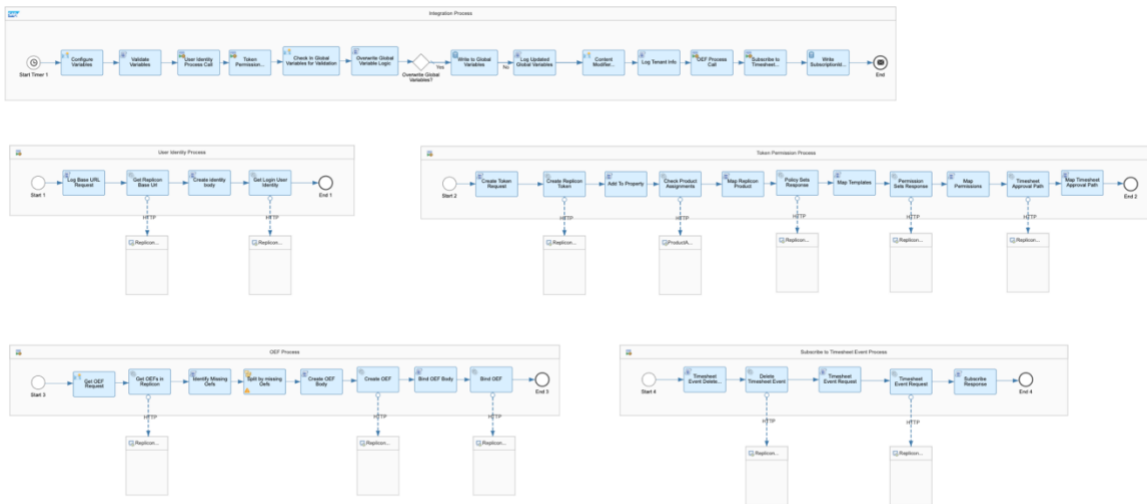 SAP
Integration Process
Start Timer 1
Configure
Variables
Validate
Variables
User Identity
Process Call
Token
Permission...
Check In Global
Variables for Validation
Overwrite Global
Variable Login
Overwrite Global
Variables?
Yes
No
Write to Global
Variables
Log Updated
Global Variables
Content
Modifier...
Log Tenant Info
OEF Process
Call
Subscribe to
Timesheet...
Write
SubscriptionId...
End
User Identity Process
Start 1
Log Base URL
Request
Get Replicon
Base Url
Create Identity
body
Get Login User
Identity
End 1
HTTP
HTTP
Replicon...
Replicon...
Token Permission Process
Start 2
Create Token
Request
Create Replicon
Token
Add To Property
Check Product
Assignments
Map Replicon
Product
Policy Sets
Response
Map Templates
Permission
Sets Response
Map
Permissions
Timesheet
Approval Path
Map Timesheet
Approval Path
End 2
HTTP
HTTP
HTTP
HTTP
HTTP
Replicon...
ProductA...
Replicon...
Replicon...
Replicon...
OEF Process
Start 3
Get OEF
Request
Get OEFs in
Replicon
Identify Missing
Oefs
Split by missing
Oefs
Create OEF
Body
Create OEF
Bind OEF Body
Bind OEF
End 3
HTTP
HTTP
HTTP
Replicon...
Replicon...
Replicon...
Subscribe to Timesheet Event Process
Start 4
Timesheet
Event Delete...
Delete
Timesheet Event
Timesheet
Event Request
Timesheet
Event Request
Subscribe
Response
End 4
HTTP
HTTP
Replicon...
Replicon...